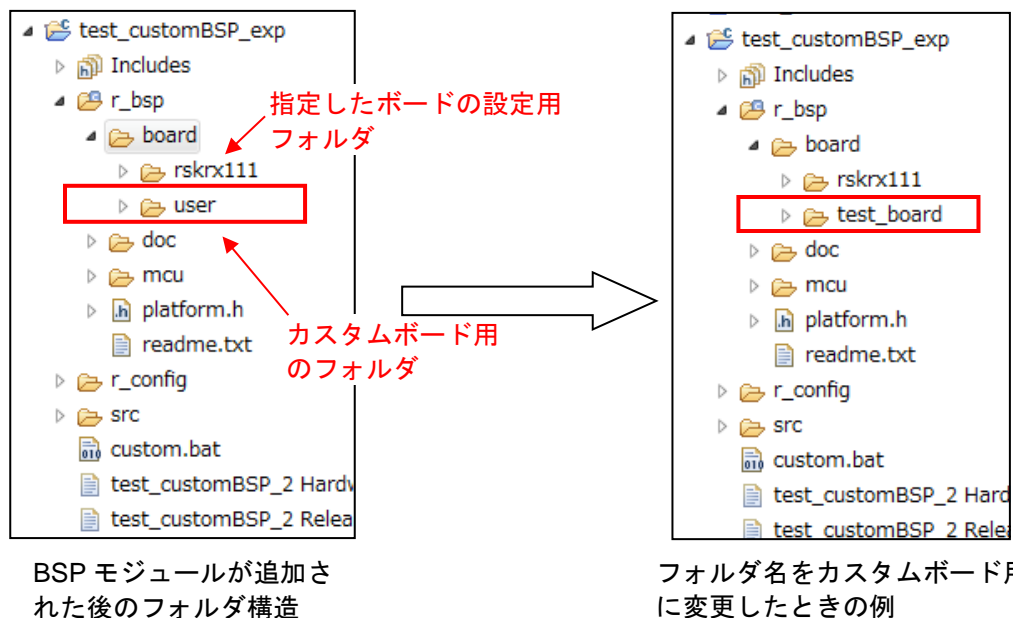 test_customBSP_exp
Includes
r_bsp
board
rskrx111
user
doc
mcu
platform.h
readme.txt
r_config
src
custom.bat
test_customBSP_2 Hardw
test_customBSP_2 Relea
指定したボードの設定用
フォルダ
カスタムボード用
のフォルダ
BSP モジュールが追加さ
れた後のフォルダ構造
test_customBSP_exp
Includes
r_bsp
board
rskrx111
test_board
doc
mcu
platform.h
readme.txt
r_config
src
custom.bat
test_customBSP_2 Hard
test_customBSP_2 Rele
フォルダ名をカスタムボード用
に変更したときの例